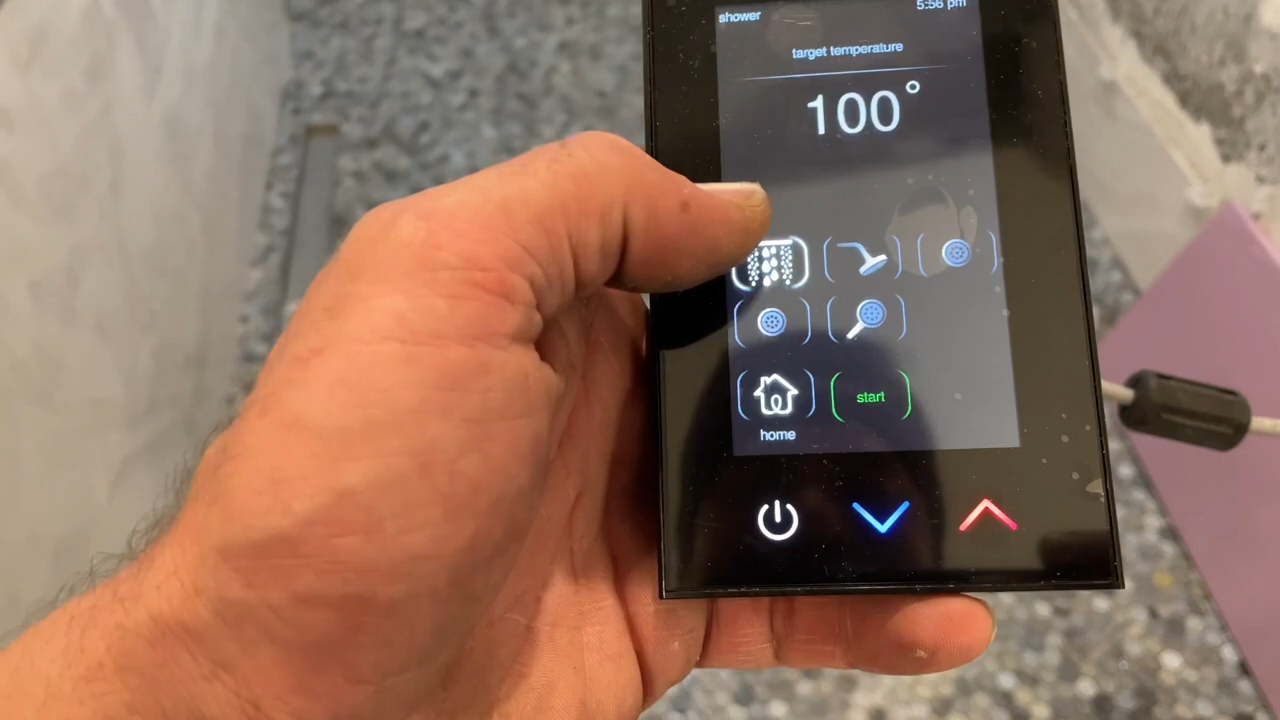 shower 5:56 pm
target temperature
100°
start
home